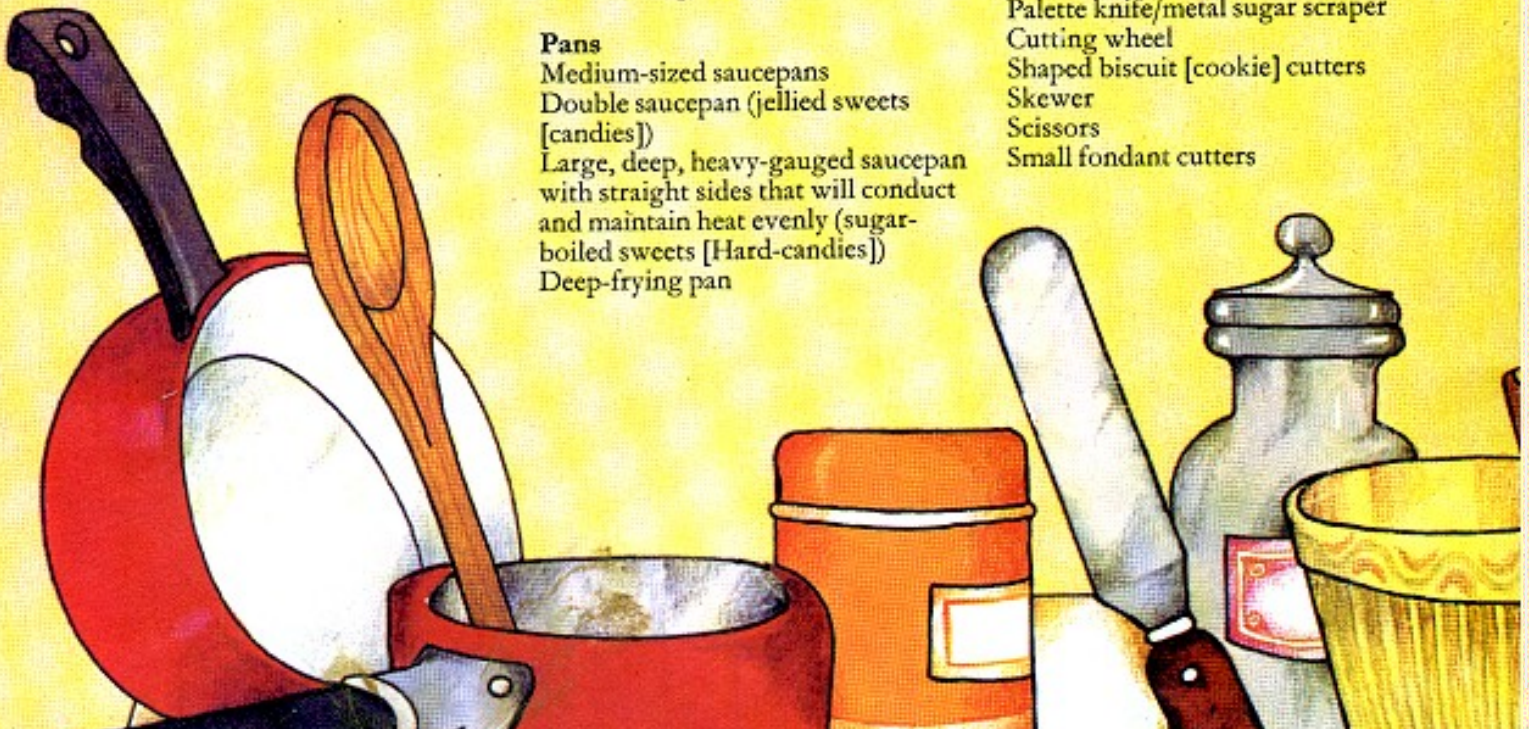 Pans
Medium-sized saucepans
Double saucepan (jellied sweets
[candies])
Large, deep, heavy-gauged saucepan
with straight sides that will conduct
and maintain heat evenly (sugar-
boiled sweets [Hard-candies])
Deep-frying pan
Palette knife/metal sugar scraper
Cutting wheel
Shaped biscuit [cookie] cutters
Skewer
Scissors
Small fondant cutters